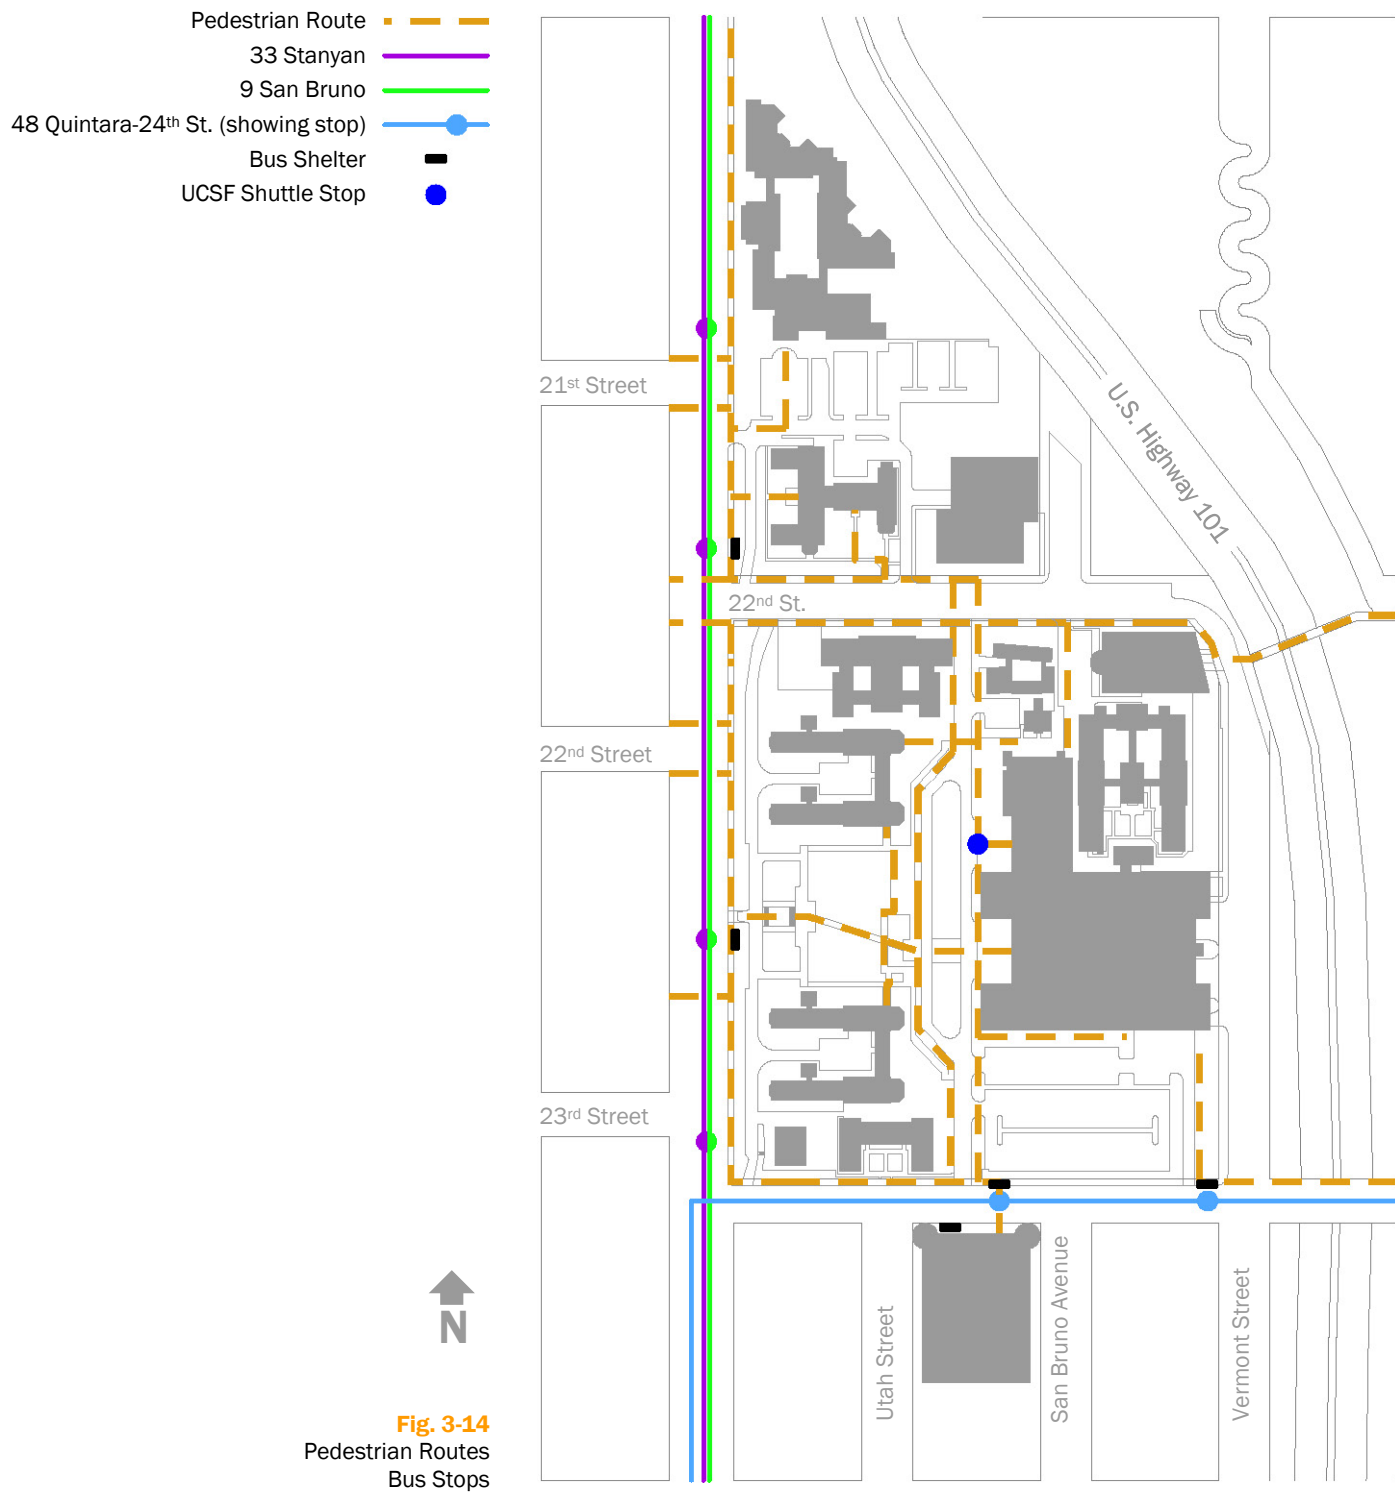 Pedestrian Route
33 Stanyan
9 San Bruno
48 Quintara-24th St. (showing stop)
Bus Shelter
UCSF Shuttle Stop
21st Street
U.S. Highway 101
22nd St.
22nd Street
23rd Street
Utah Street
San Bruno Avenue
Vermont Street
N
Fig. 3-14
Pedestrian Routes
Bus Stops